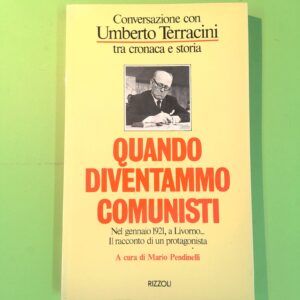 Conversazione con
Umberto Terracini
tra cronaca e storia
QUANDO
DIVENTAMMO
COMUNISTI
Nel gennaio 1921, a Livorno...
Il racconto di un protagonista
A cura di Mario Pendinelli
RIZZOLI